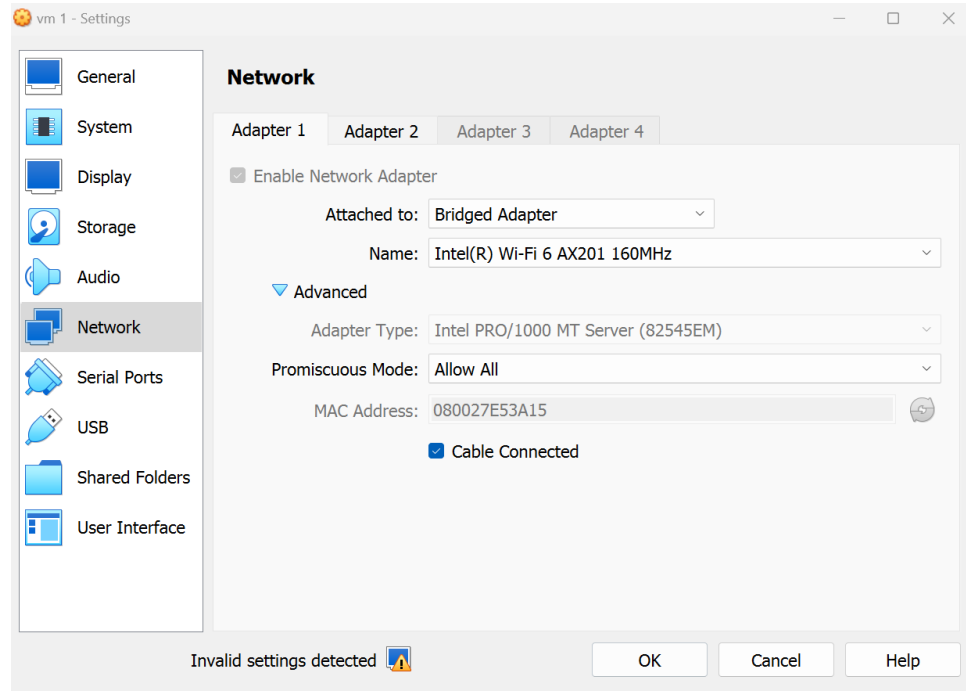 vm 1 - Settings
General
System
Display
Storage
Audio
Network
Serial Ports
USB
Shared Folders
User Interface
Network
Adapter 1 Adapter 2 Adapter 3 Adapter 4
Enable Network Adapter
Attached to: Bridged Adapter
Name: Intel(R) Wi-Fi 6 AX201 160MHz
Advanced
Adapter Type: Intel PRO/1000 MT Server (82545EM)
Promiscuous Mode: Allow All
MAC Address: 080027E53A15
Cable Connected
Invalid settings detected OK Cancel Help